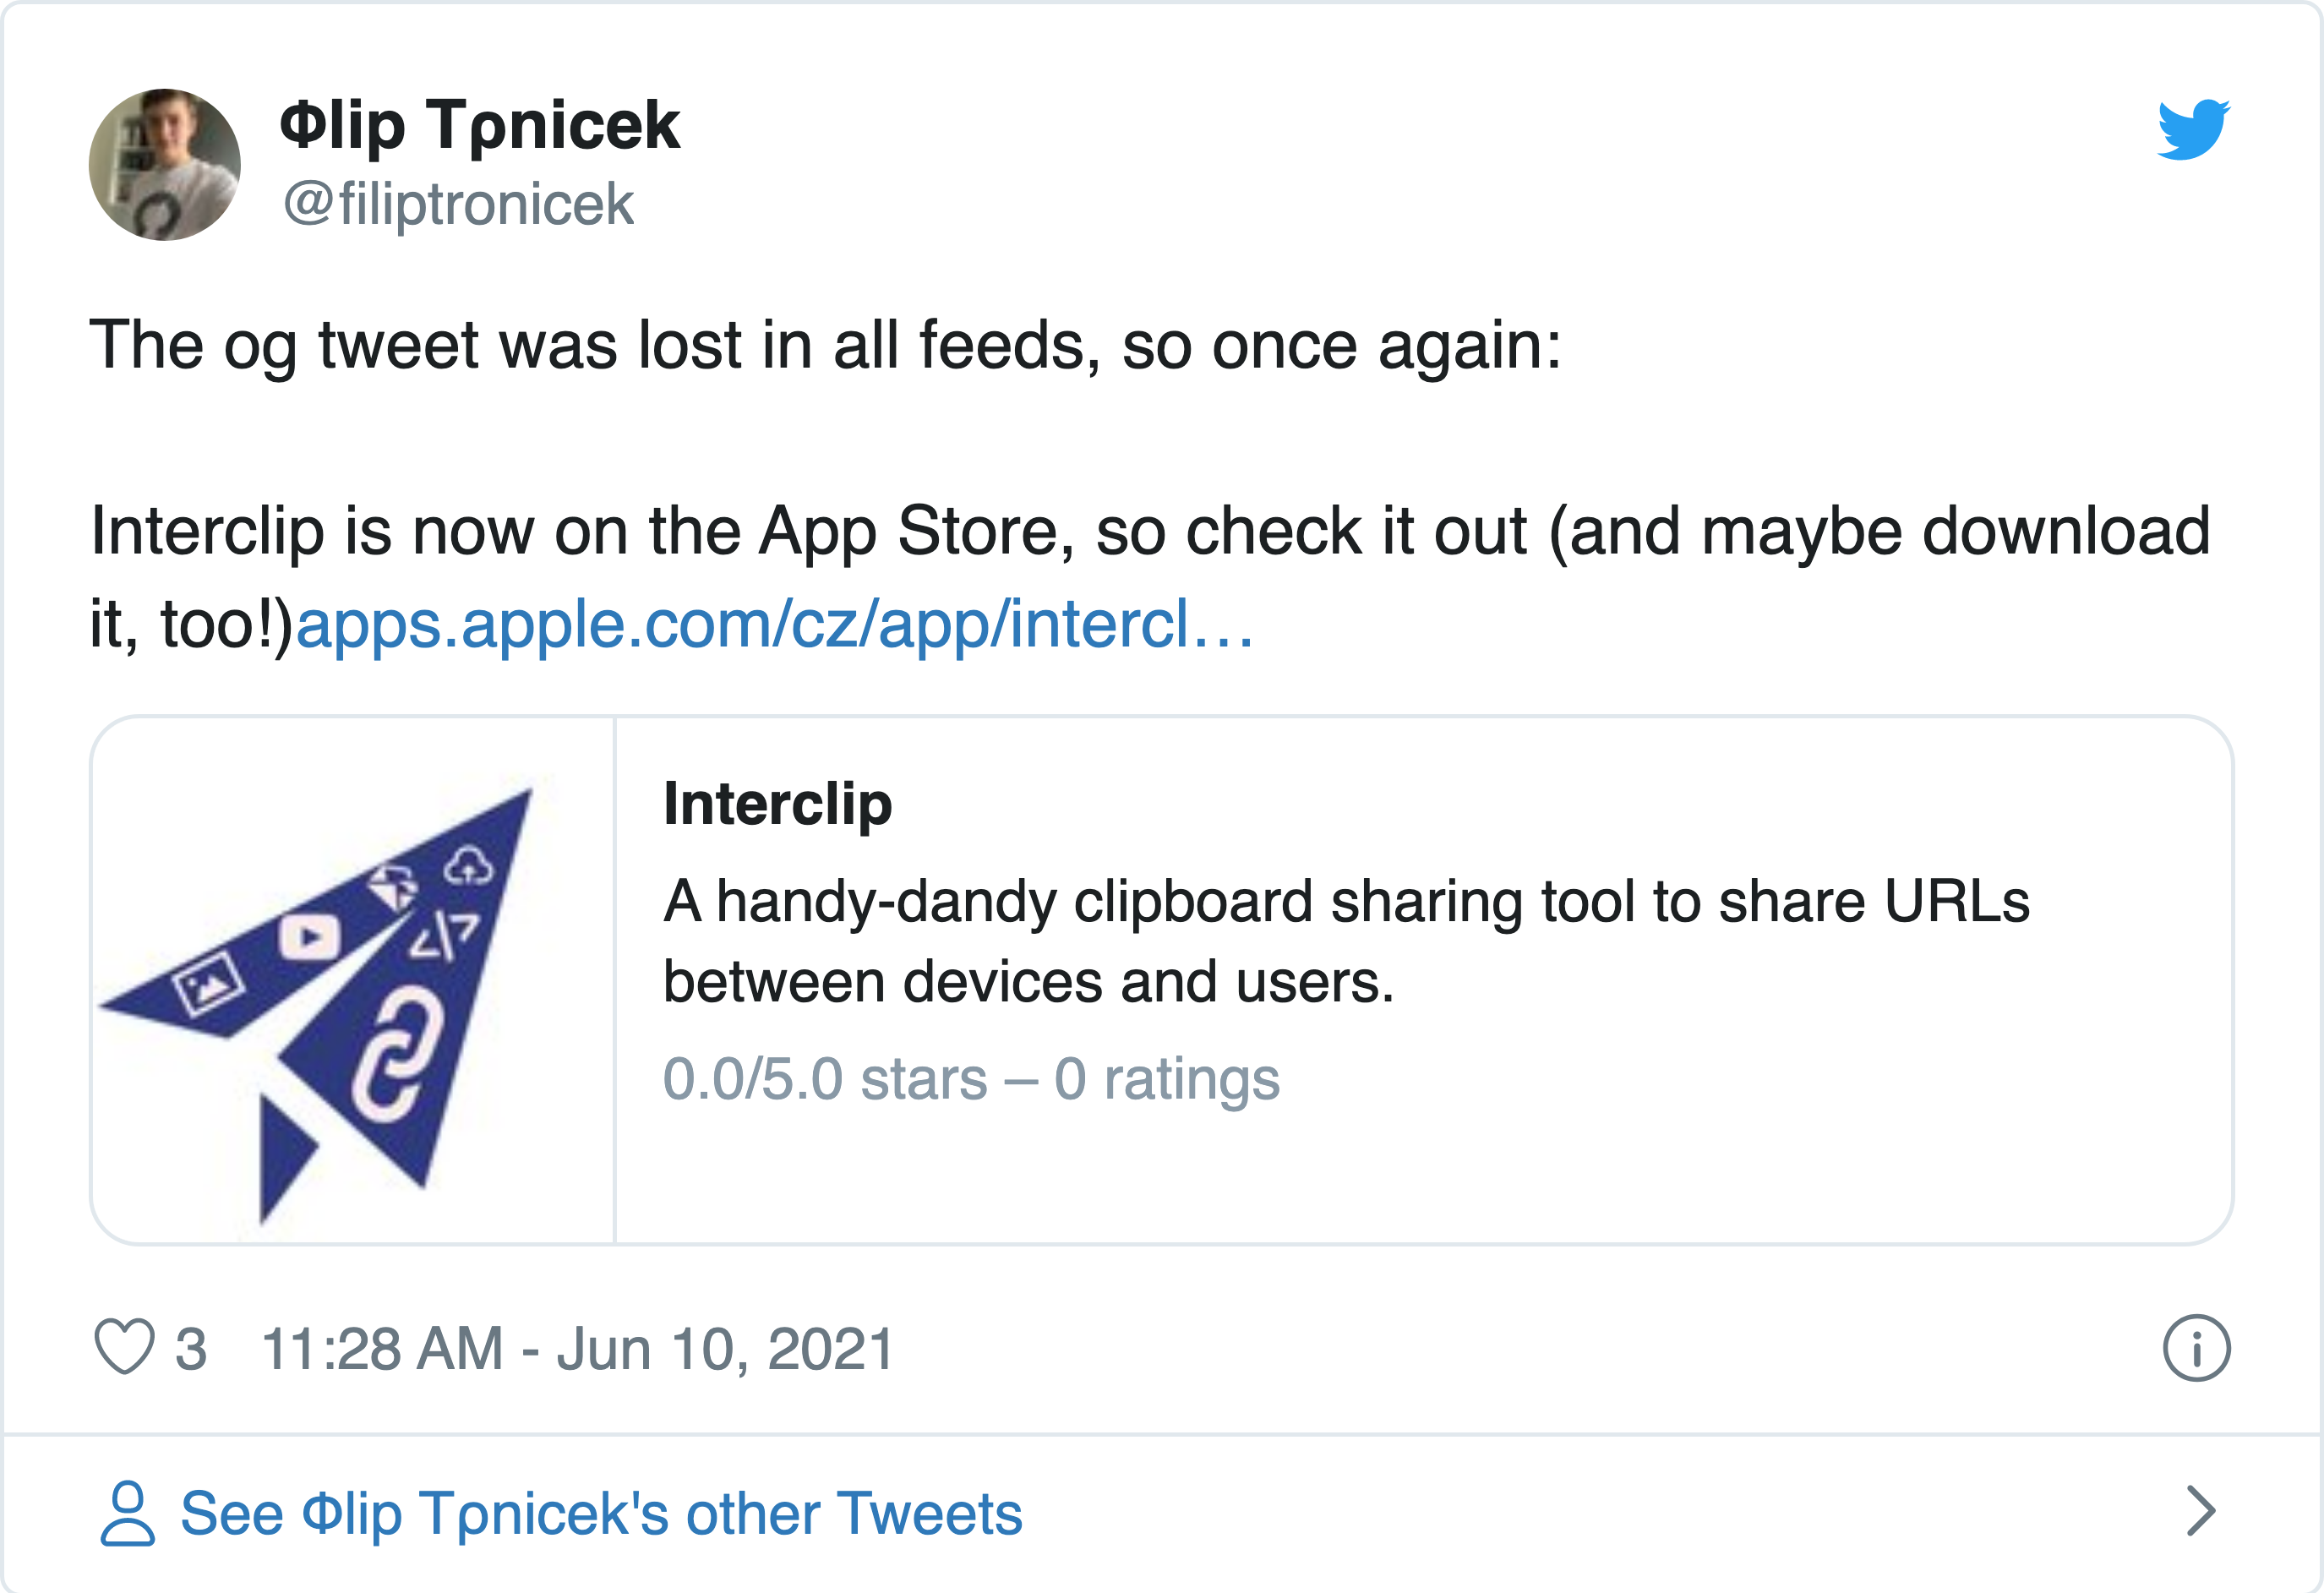 Φlip Tρnicek
@filiptronicek
The og tweet was lost in all feeds, so once again:
Interclip is now on the App Store, so check it out (and maybe download
it, too!)apps.apple.com/cz/app/intercl…
Interclip
A handy-dandy clipboard sharing tool to share URLs
between devices and users.
0.0/5.0 stars – 0 ratings
3 11:28 AM - Jun 10, 2021
See Φlip Tρnicek's other Tweets